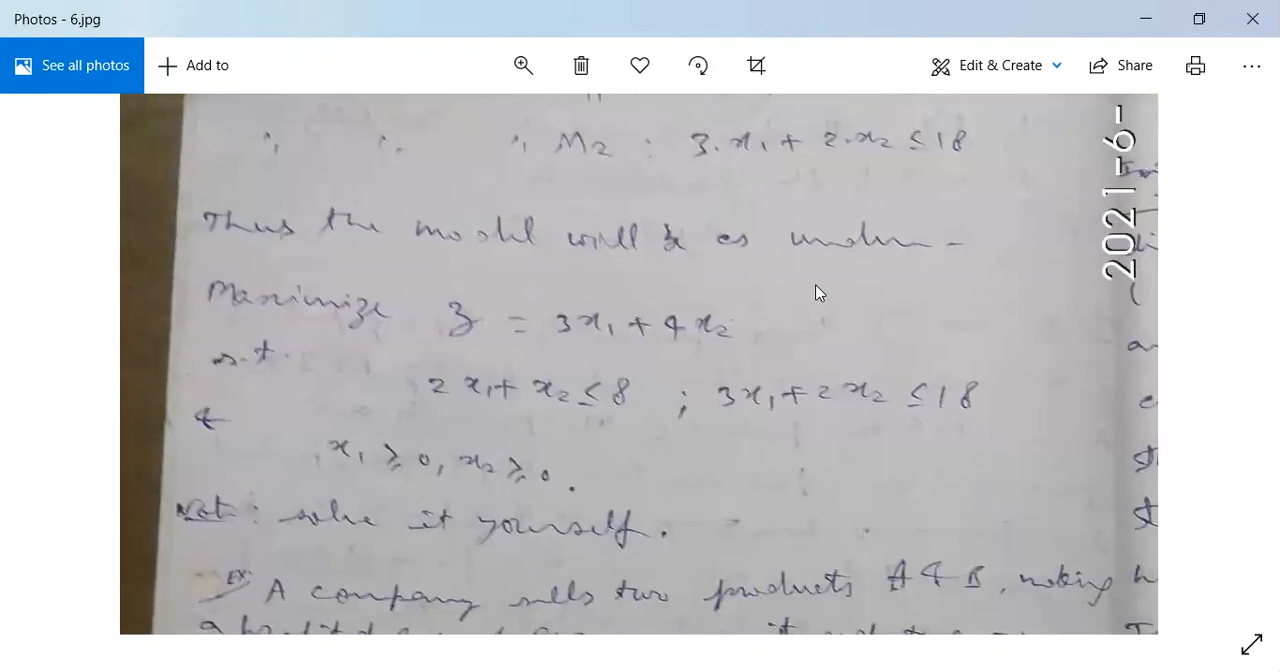 Photos - 6.jpg
See all photos
Add to
Edit & Create
Share
M2 : 3.x₁ + 2.x₂ ≤ 18
Thus the model will be as under -
Maximize z = 3x₁ + 4x₂
s.t.
2x₁ + x₂ ≤ 8 ; 3x₁ + 2x₂ ≤ 18
&
x₁ ≥ 0, x₂ ≥ 0.
Not : solve it yourself.
Ex A company sells two products A & B, making
2021-6-